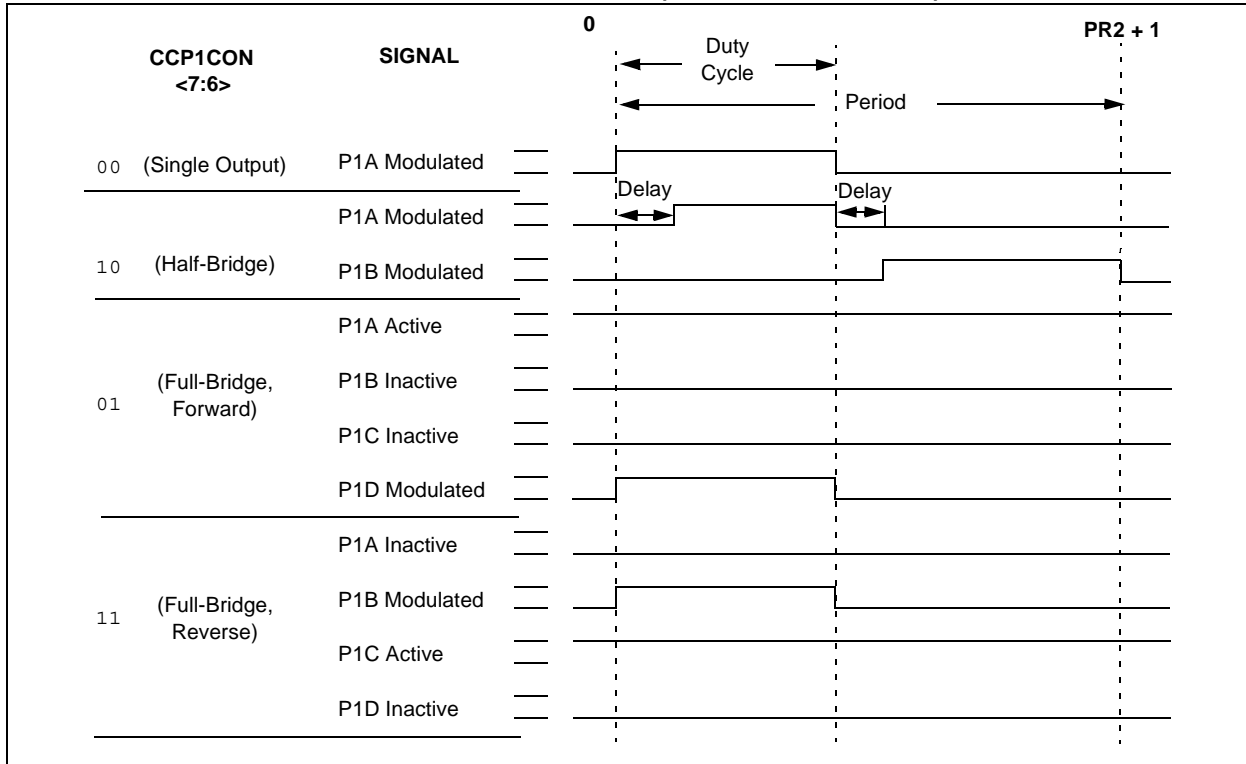 0
PR2 + 1
CCP1CON
<7:6>
SIGNAL
Duty
Cycle
Period
00 (Single Output) P1A Modulated
Delay
Delay
P1A Modulated
10 (Half-Bridge) P1B Modulated
P1A Active
01 (Full-Bridge,
Forward)
P1B Inactive
P1C Inactive
P1D Modulated
P1A Inactive
11 (Full-Bridge,
Reverse)
P1B Modulated
P1C Active
P1D Inactive